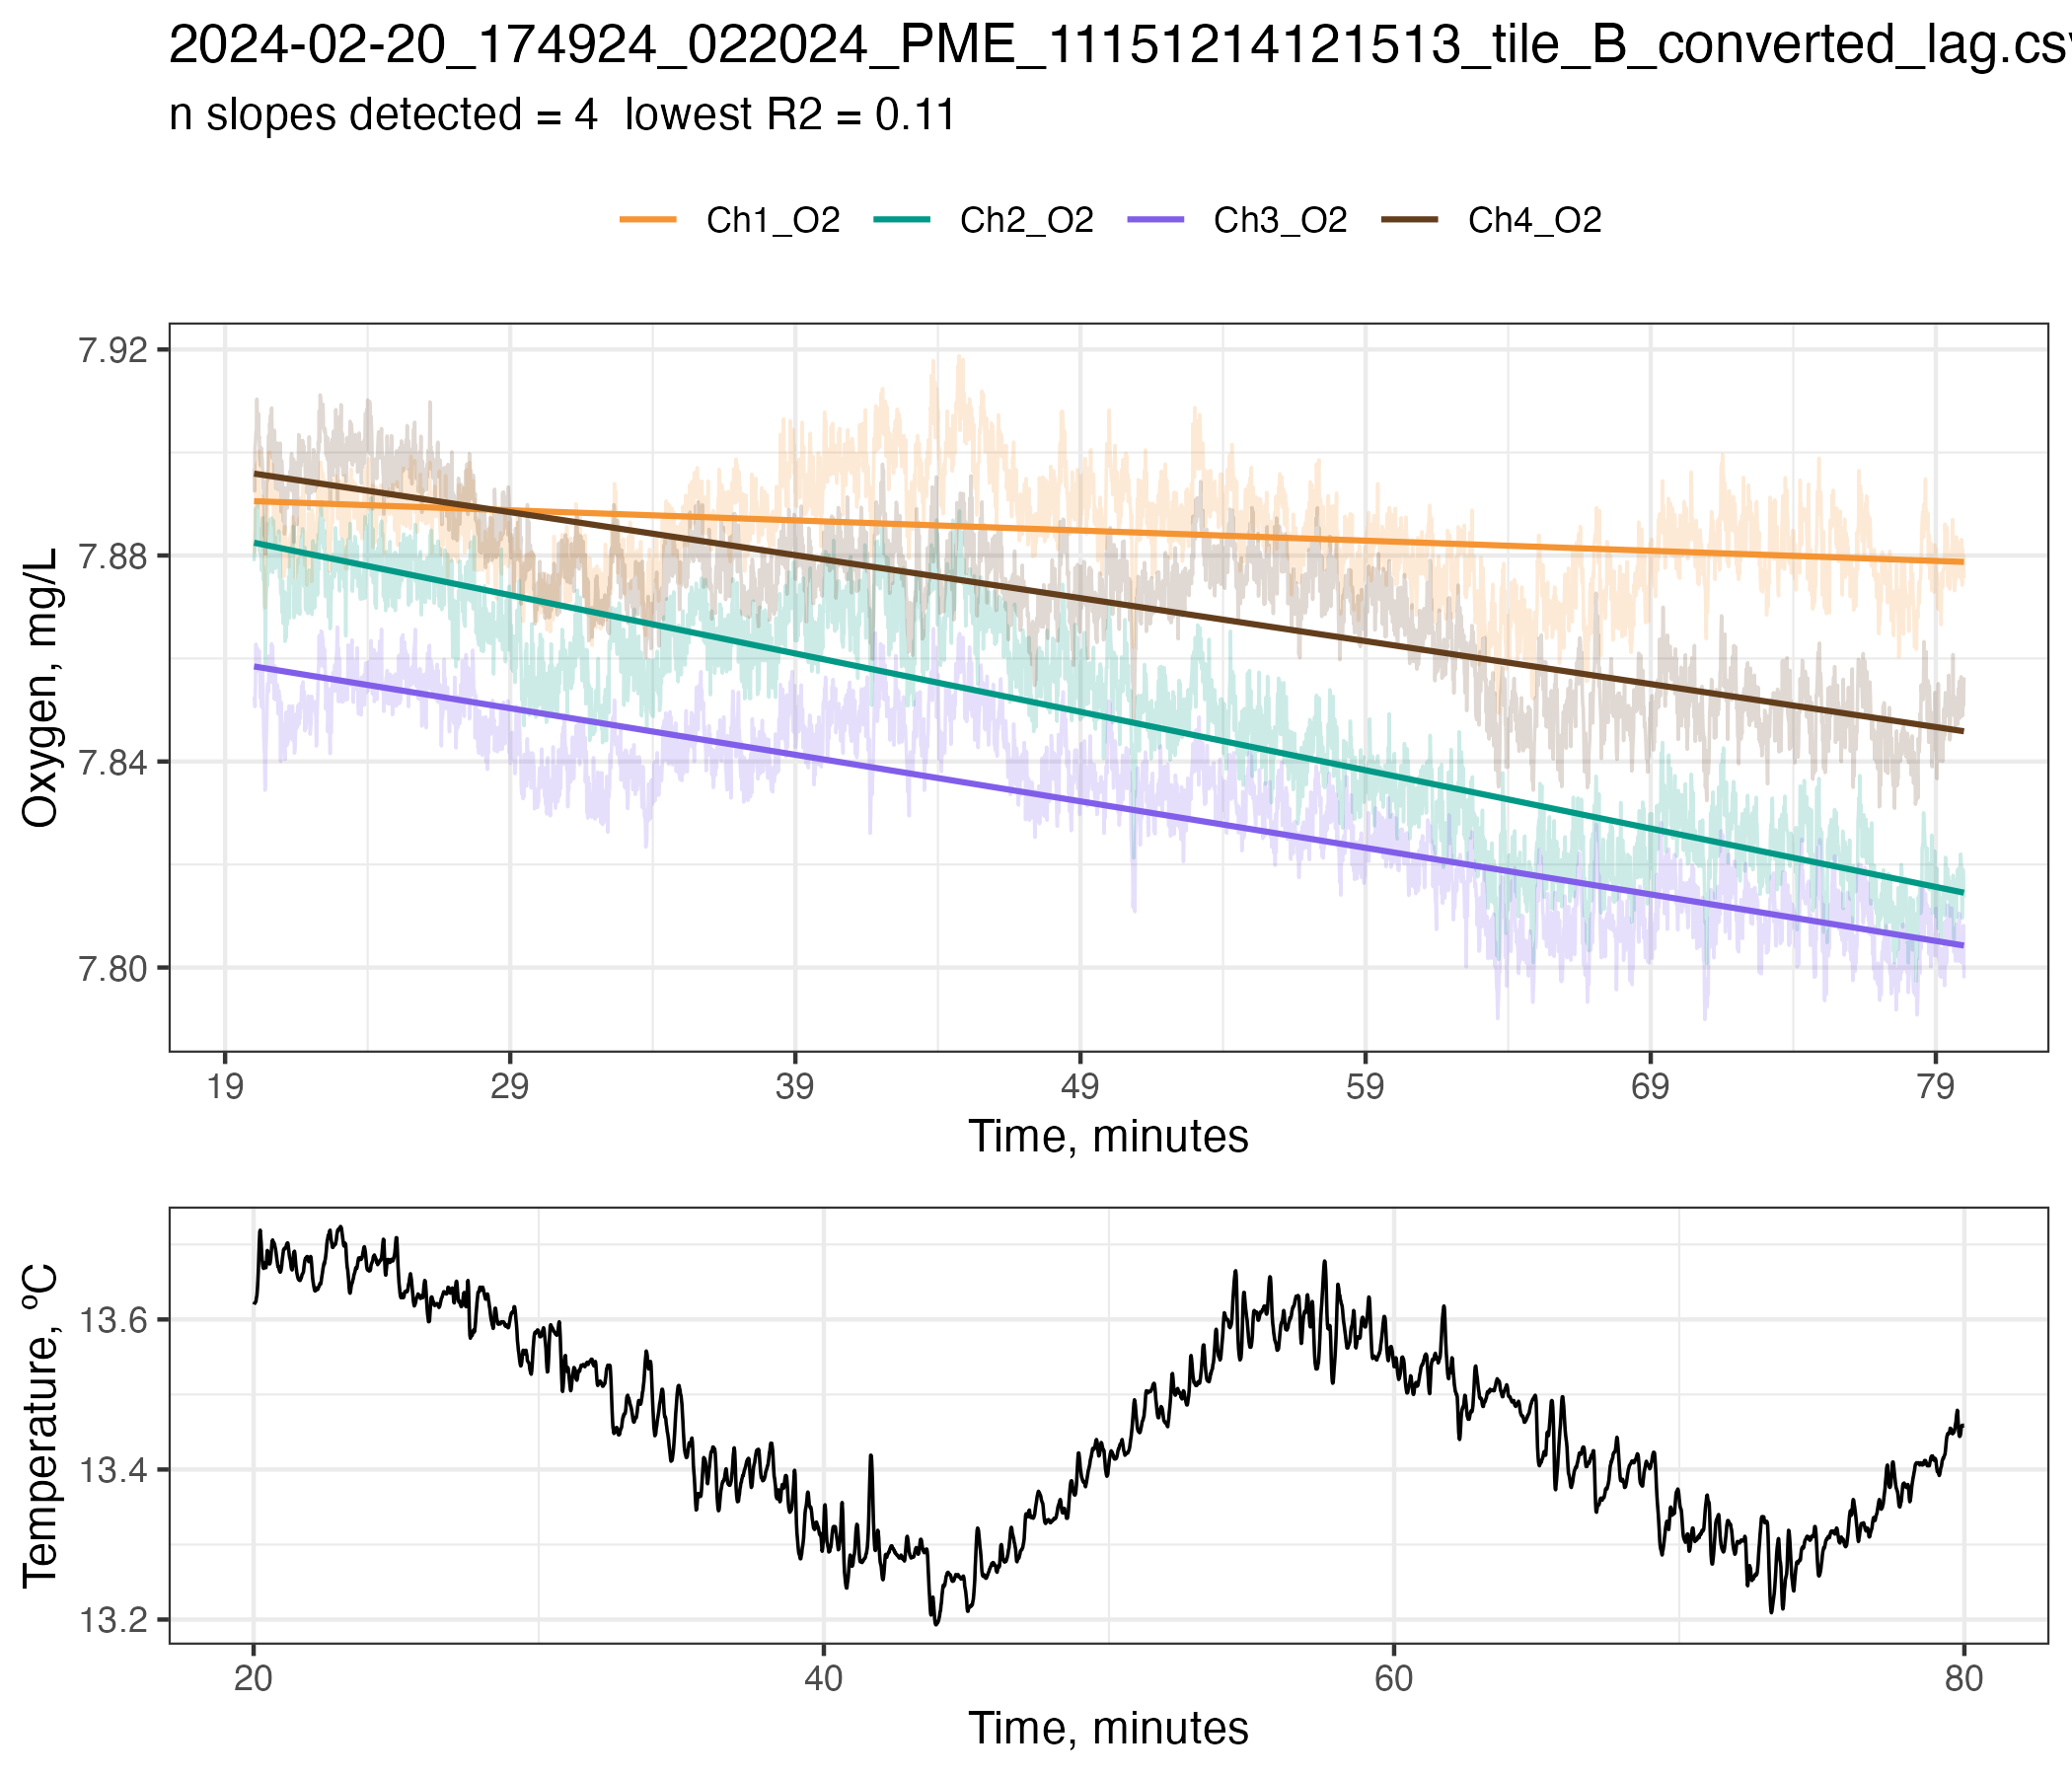 2024-02-20_174924_022024_PME_11151214121513_tile_B_converted_lag.csv
n slopes detected = 4  lowest R2 = 0.11
Ch1_O2 Ch2_O2 Ch3_O2 Ch4_O2
Oxygen, mg/L
7.92
7.88
7.84
7.80
19 29 39 49 59 69 79
Time, minutes
Temperature, ºC
13.6
13.4
13.2
20 40 60 80
Time, minutes